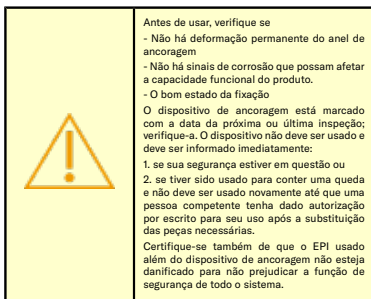 Antes de usar, verifique se
- Não há deformação permanente do anel de
ancoragem
- Não há sinais de corrosão que possam afetar
a capacidade funcional do produto.
- O bom estado da fixação
O dispositivo de ancoragem está marcado
com a data da próxima ou última inspeção;
verifique-a. O dispositivo não deve ser usado e
deve ser informado imediatamente:
1. se sua segurança estiver em questão ou
2. se tiver sido usado para conter uma queda
e não deve ser usado novamente até que uma
pessoa competente tenha dado autorização
por escrito para seu uso após a substituição
das peças necessárias.
Certifique-se também de que o EPI usado
além do dispositivo de ancoragem não esteja
danificado para não prejudicar a função de
segurança de todo o sistema.